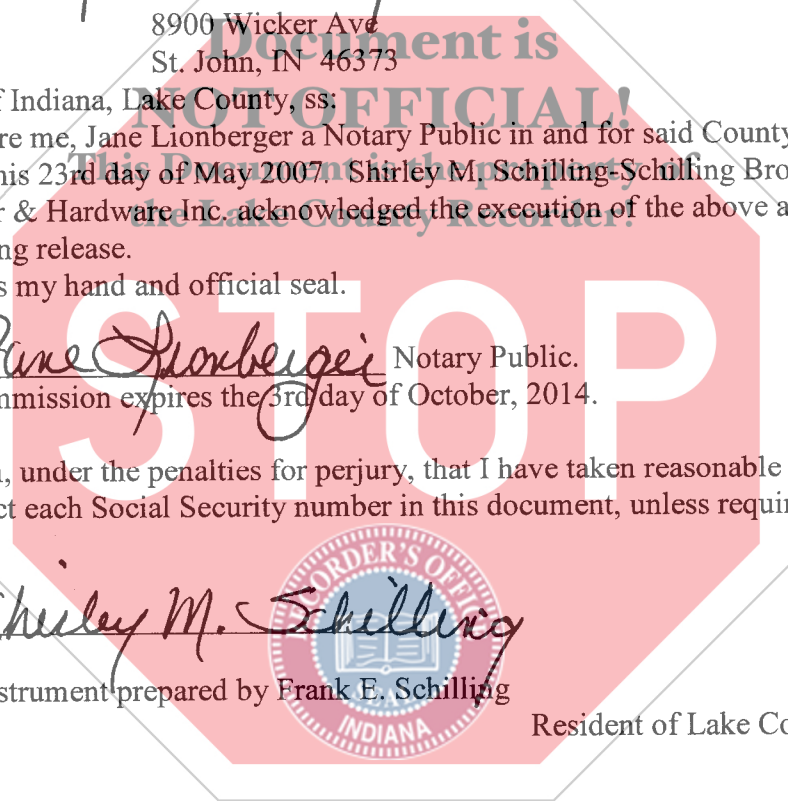 8900 Wicker Ave
St. John, IN 46373
Document is
NOT OFFICIAL!
This Document is the property of
the Lake County Recorder!
f Indiana, Lake County, ss:
re me, Jane Lionberger a Notary Public in and for said County
his 23rd day of May 2007. Shirley M. Schilling-Schilling Bro
r & Hardware Inc. acknowledged the execution of the above a
ng release.
s my hand and official seal.
STOP
Jane Lionberger Notary Public.
mmission expires the 3rd day of October, 2014.
, under the penalties for perjury, that I have taken reasonable
ct each Social Security number in this document, unless requi
RECORDER'S OFFICE
Shirley M. Schilling
SEAL
strument prepared by Frank E. Schilling
INDIANA
Resident of Lake Co